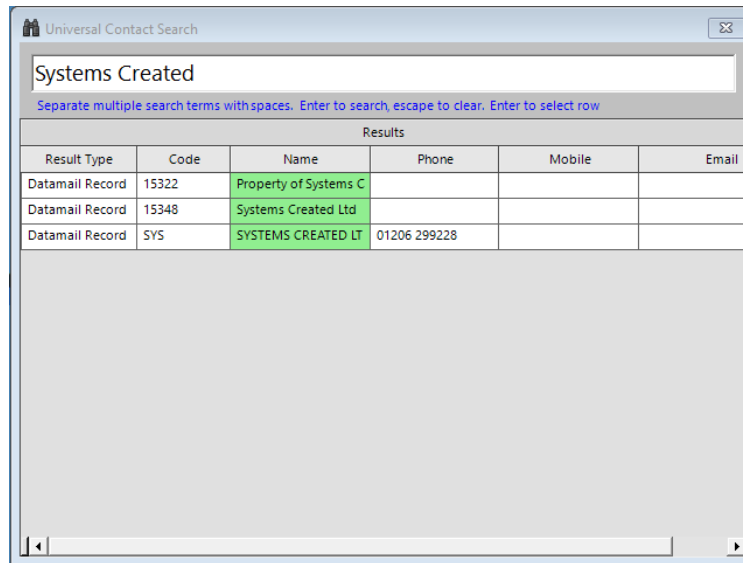 Universal Contact Search
Systems Created
Separate multiple search terms with spaces. Enter to search, escape to clear. Enter to select row
Results
Result Type Code Name Phone Mobile Email
Datamail Record 15322 Property of Systems C
Datamail Record 15348 Systems Created Ltd
Datamail Record SYS SYSTEMS CREATED LT 01206 299228